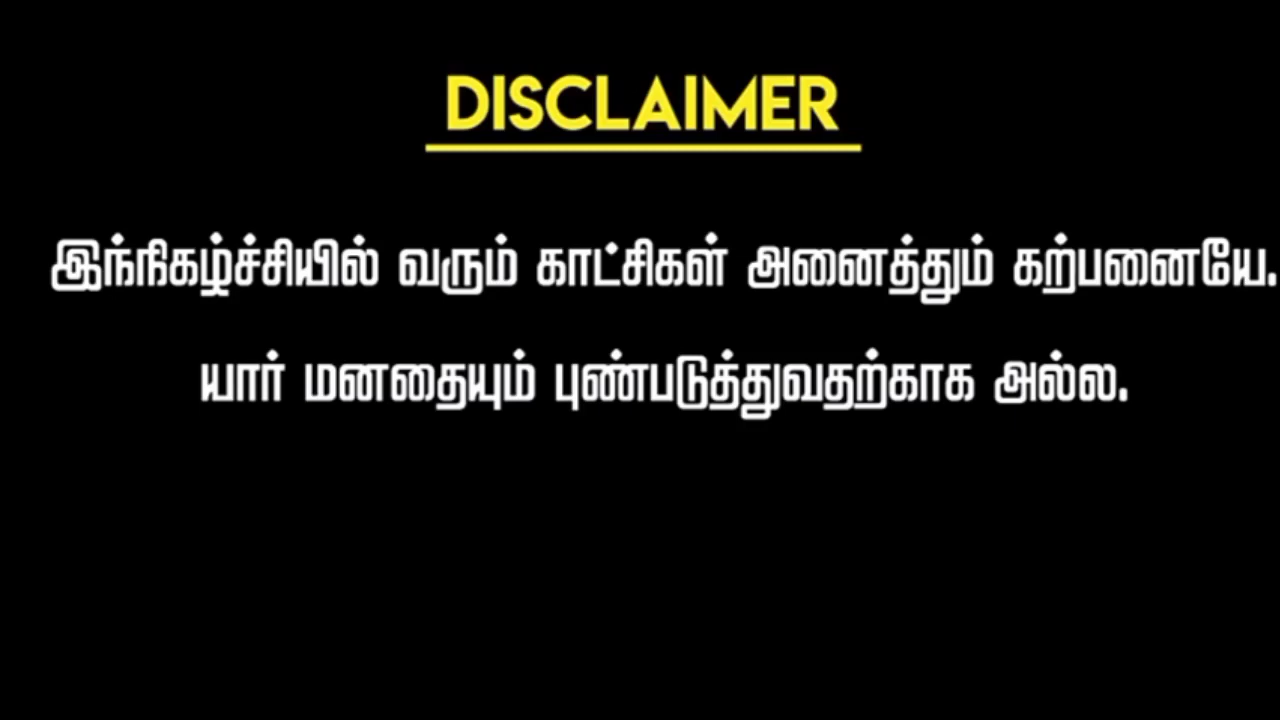 DISCLAIMER
இந்நிகழ்ச்சியில் வரும் காட்சிகள் அனைத்தும் கற்பனையே.
யார் மனதையும் புண்படுத்துவதற்காக அல்ல.